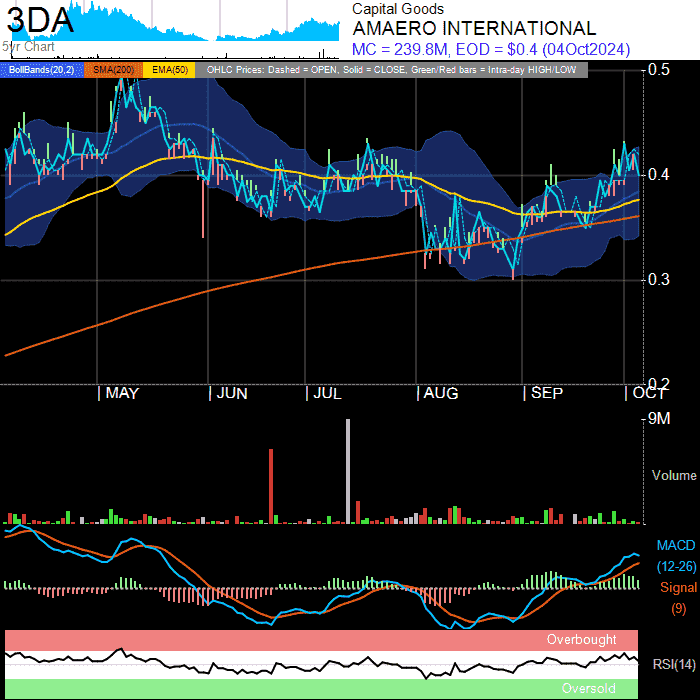 3DA
5yr Chart
Capital Goods
AMAERO INTERNATIONAL
MC = 239.8M, EOD = $0.4 (04Oct2024)
BollBands(20,2) SMA(200) EMA(50) OHLC Prices: Dashed = OPEN, Solid = CLOSE, Green/Red bars = Intra-day HIGH/LOW
0.5
0.4
0.3
0.2
MAY JUN JUL AUG SEP OCT
9M
Volume
MACD
(12-26)
Signal
(9)
Overbought
RSI(14)
Oversold